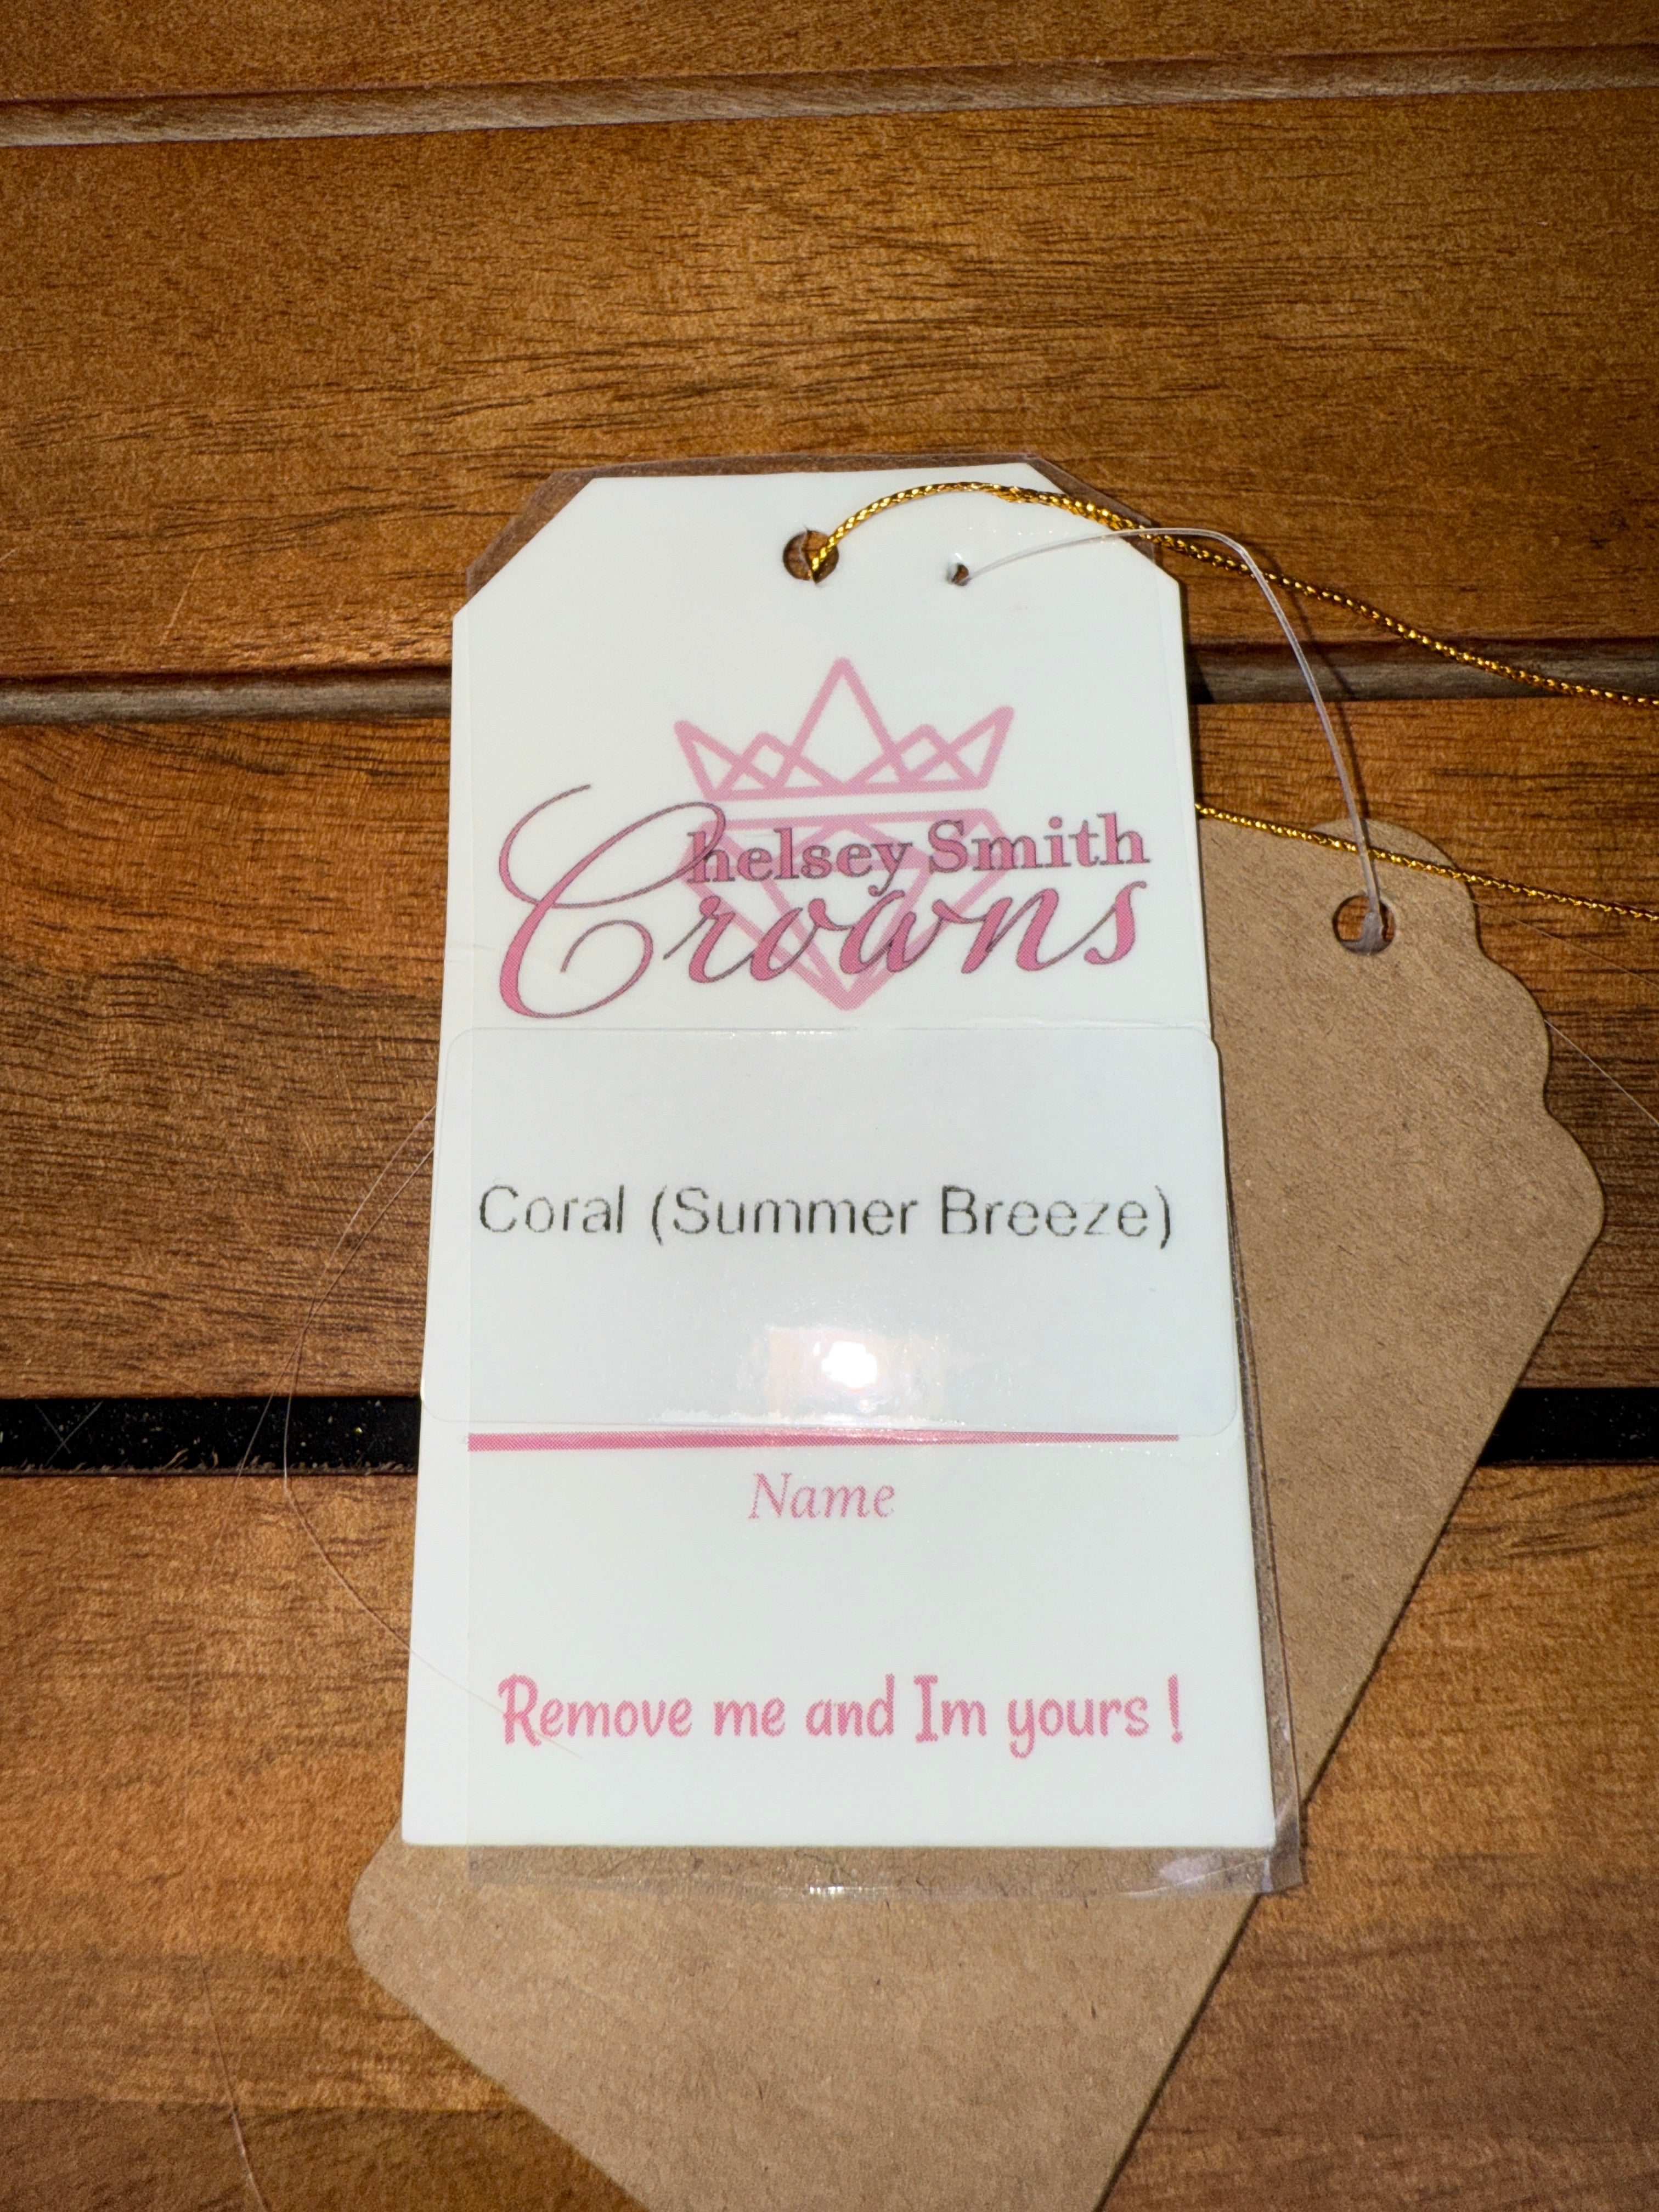 Chelsey Smith
Crowns
Coral (Summer Breeze)
Name
Remove me and Im yours !